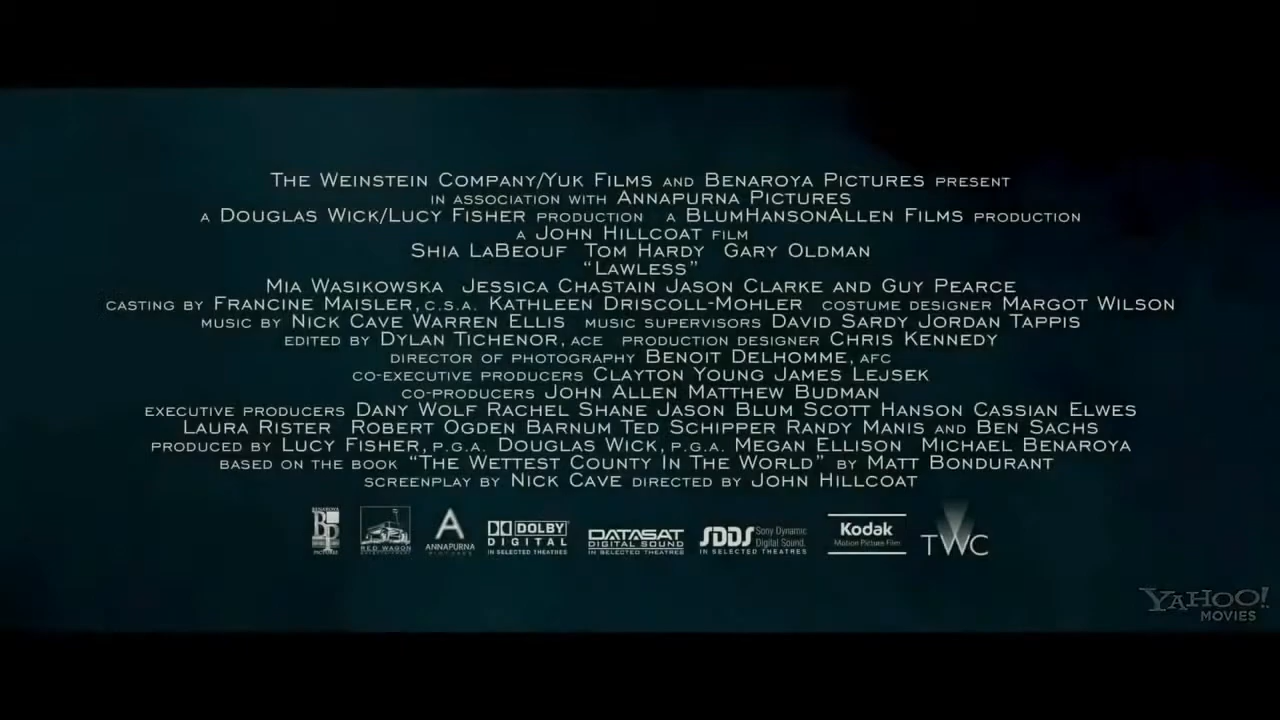 THE WEINSTEIN COMPANY/YUK FILMS AND BENAROYA PICTURES PRESENT
IN ASSOCIATION WITH ANNAPURNA PICTURES
A DOUGLAS WICK/LUCY FISHER PRODUCTION A BLUMHANSONALLEN FILMS PRODUCTION
A JOHN HILLCOAT FILM
SHIA LABEOUF TOM HARDY GARY OLDMAN
"LAWLESS"
MIA WASIKOWSKA JESSICA CHASTAIN JASON CLARKE AND GUY PEARCE
CASTING BY FRANCINE MAISLER, C.S.A. KATHLEEN DRISCOLL-MOHLER COSTUME DESIGNER MARGOT WILSON
MUSIC BY NICK CAVE WARREN ELLIS MUSIC SUPERVISORS DAVID SARDY JORDAN TAPPIS
EDITED BY DYLAN TICHENOR, ACE PRODUCTION DESIGNER CHRIS KENNEDY
DIRECTOR OF PHOTOGRAPHY BENOIT DELHOMME, AFC
CO-EXECUTIVE PRODUCERS CLAYTON YOUNG JAMES LEJSEK
CO-PRODUCERS JOHN ALLEN MATTHEW BUDMAN
EXECUTIVE PRODUCERS DANY WOLF RACHEL SHANE JASON BLUM SCOTT HANSON CASSIAN ELWES
LAURA RISTER ROBERT OGDEN BARNUM TED SCHIPPER RANDY MANIS AND BEN SACHS
PRODUCED BY LUCY FISHER, P.G.A. DOUGLAS WICK, P.G.A. MEGAN ELLISON MICHAEL BENAROYA
BASED ON THE BOOK "THE WETTEST COUNTY IN THE WORLD" BY MATT BONDURANT
SCREENPLAY BY NICK CAVE DIRECTED BY JOHN HILLCOAT
BENAROYA
BP
PICTURES
RED WAGON
ENTERTAINMENT
A
ANNAPURNA
PICTURES
DOLBY
DIGITAL
IN SELECTED THEATRES
DATASAT
DIGITAL SOUND
IN SELECTED THEATRES
SDDS Sony Dynamic
Digital Sound.
IN SELECTED THEATRES
Kodak
Motion Picture Film
TWC
YAHOO!
MOVIES